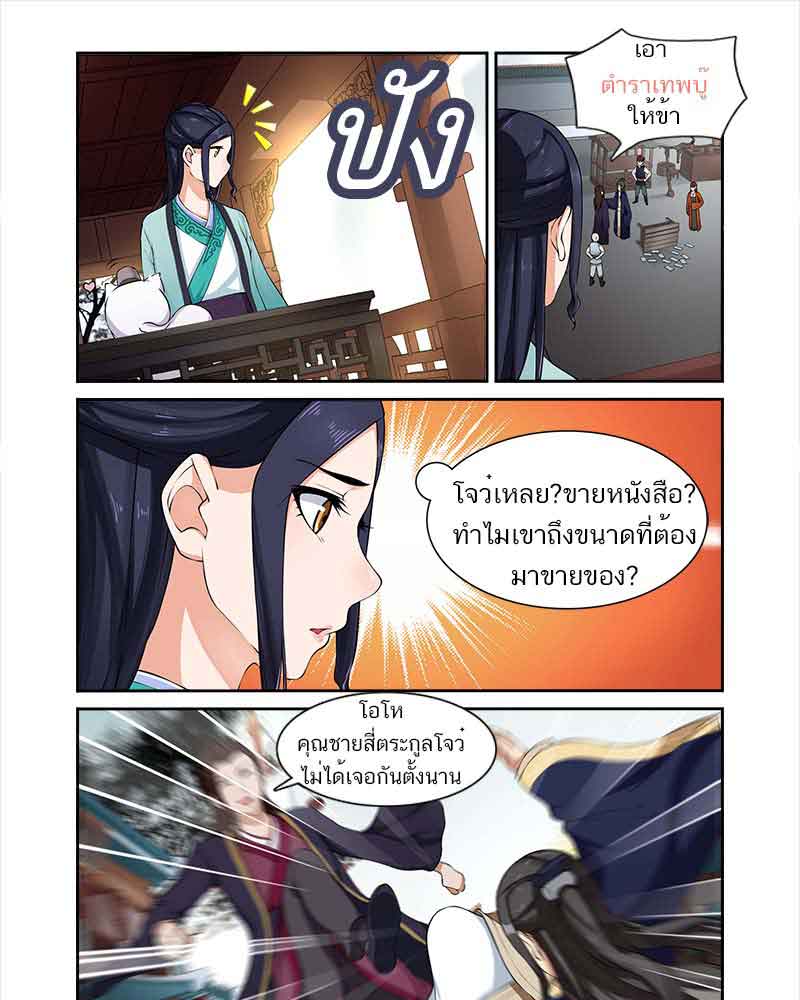 ปัง
เอา
ตำราเทพบู๊
ให้ข้า
โจว๋เหลย?ขายหนังสือ?
ทำไมเขาถึงขนาดที่ต้อง
มาขายของ?
โอโห
คุณชายสี่ตระกูลโจว๋
ไม่ได้เจอกันตั้งนาน